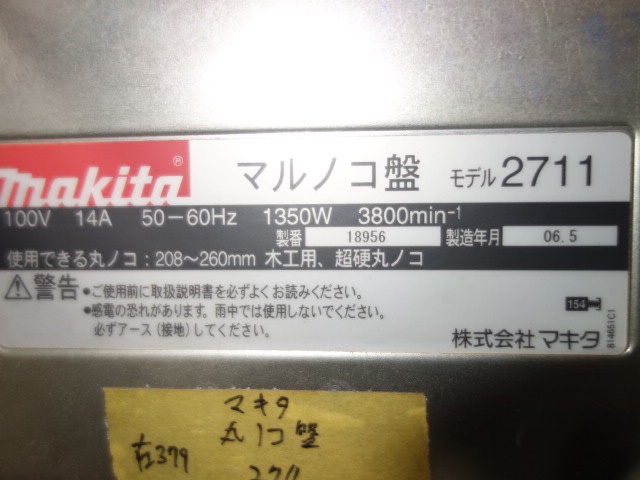 makita® マルノコ盤 モデル 2711
100V 14A 50-60Hz 1350W 3800min-1
製番 18956 製造年月 06.5
使用できる丸ノコ：208～260mm 木工用、超硬丸ノコ
警告 ●ご使用前に取扱説明書を必ずよくお読みください。
●感電の恐れがあります。雨中では使用しないでください。
必ずアース（接地）してください。
154
株式会社マキタ
814651C1
マキタ
丸ノコ盤
右379